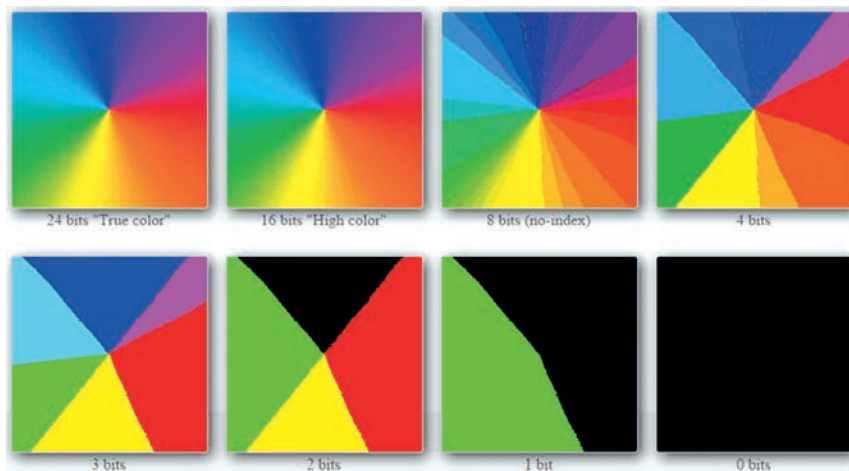 24 bits "True color"
16 bits "High color"
8 bits (no-index)
4 bits
3 bits
2 bits
1 bit
0 bits